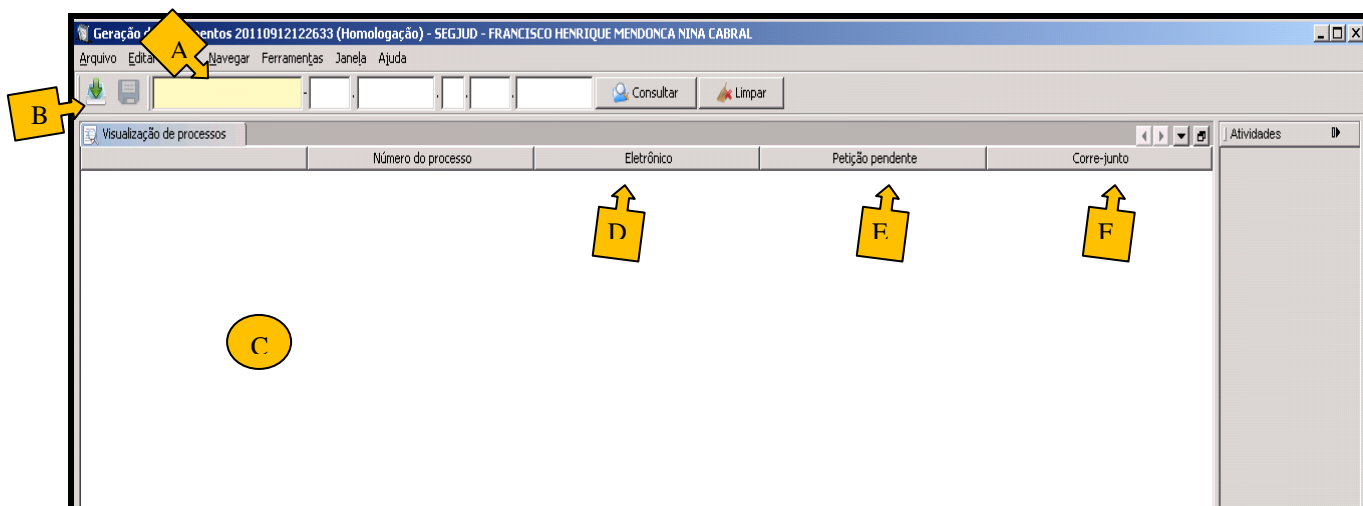 Geração d entos 20110912122633 (Homologação) - SEGJUD - FRANCISCO HENRIQUE MENDONCA NINA CABRAL
A
Arquivo Edita Navegar Ferramentas Janela Ajuda
B
- . . . . Consultar Limpar
Visualização de processos Atividades
Número do processo Eletrônico Petição pendente Corre-junto
D E F
C